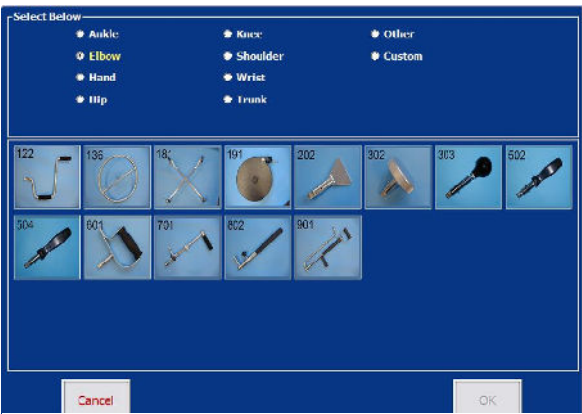 Select Below
Ankle Knee Other
Elbow Shoulder Custom
Hand Wrist
Hip Trunk
122 136 181 191 202 302 303 502
504 601 701 802 901
Cancel OK